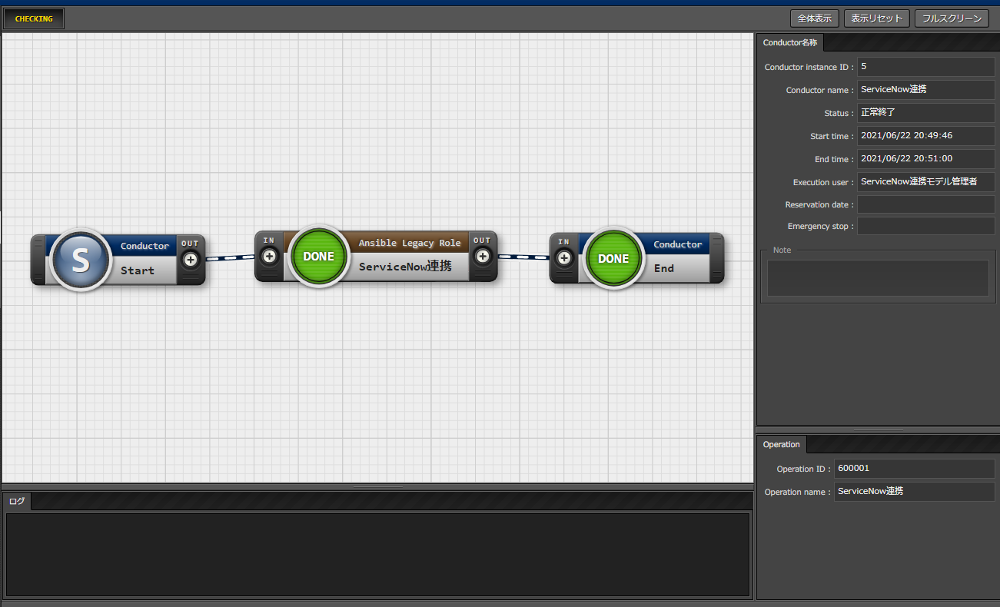 CHECKING
全体表示
表示リセット
フルスクリーン
Conductor名称
Conductor instance ID : 5
Conductor name : ServiceNow連携
Status : 正常終了
Start time : 2021/06/22 20:49:46
End time : 2021/06/22 20:51:00
Execution user : ServiceNow連携モデル管理者
Reservation date :
Emergency stop :
Note
S
Conductor
Start
OUT
IN
DONE
Ansible Legacy Role
ServiceNow連携
OUT
IN
DONE
Conductor
End
Operation
Operation ID : 600001
Operation name : ServiceNow連携
ログ